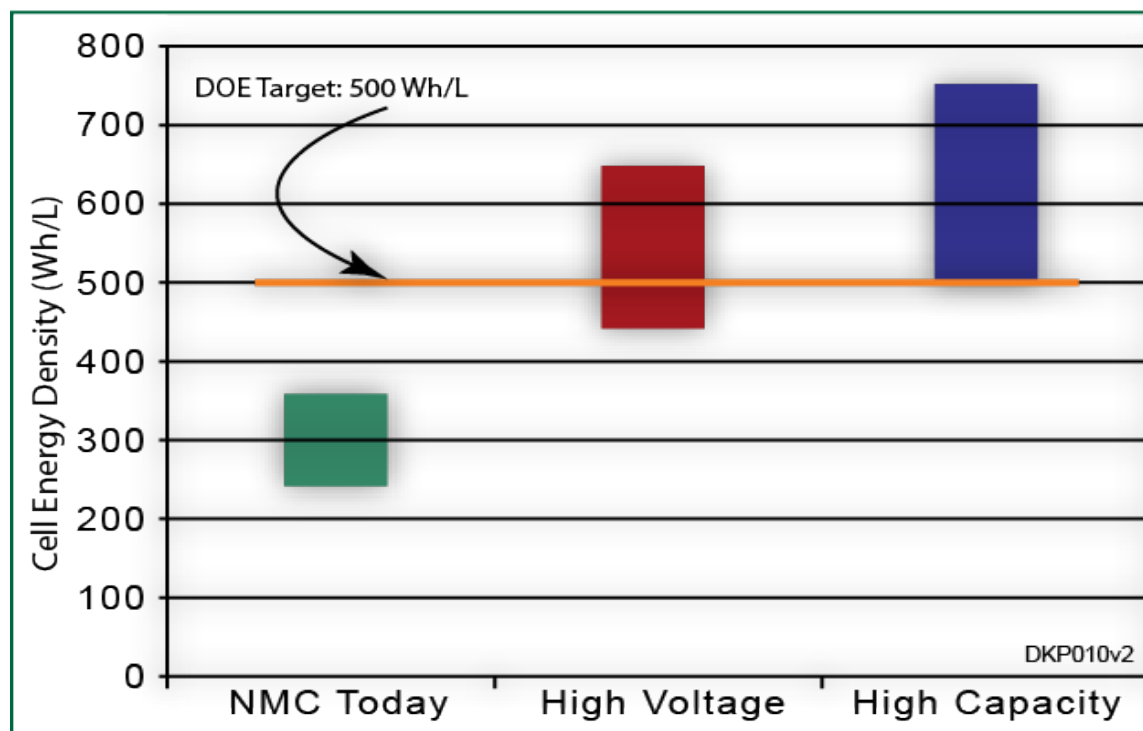 800
DOE Target: 500 Wh/L
700
600
500
400
300
200
100
0
Cell Energy Density (Wh/L)
DKP010v2
NMC Today High Voltage High Capacity